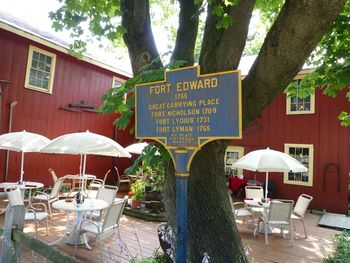 FORT EDWARD
1755
GREAT CARRYING PLACE
FORT NICHOLSON 1709
FORT LYDIUS 1731
FORT LYMAN 1755